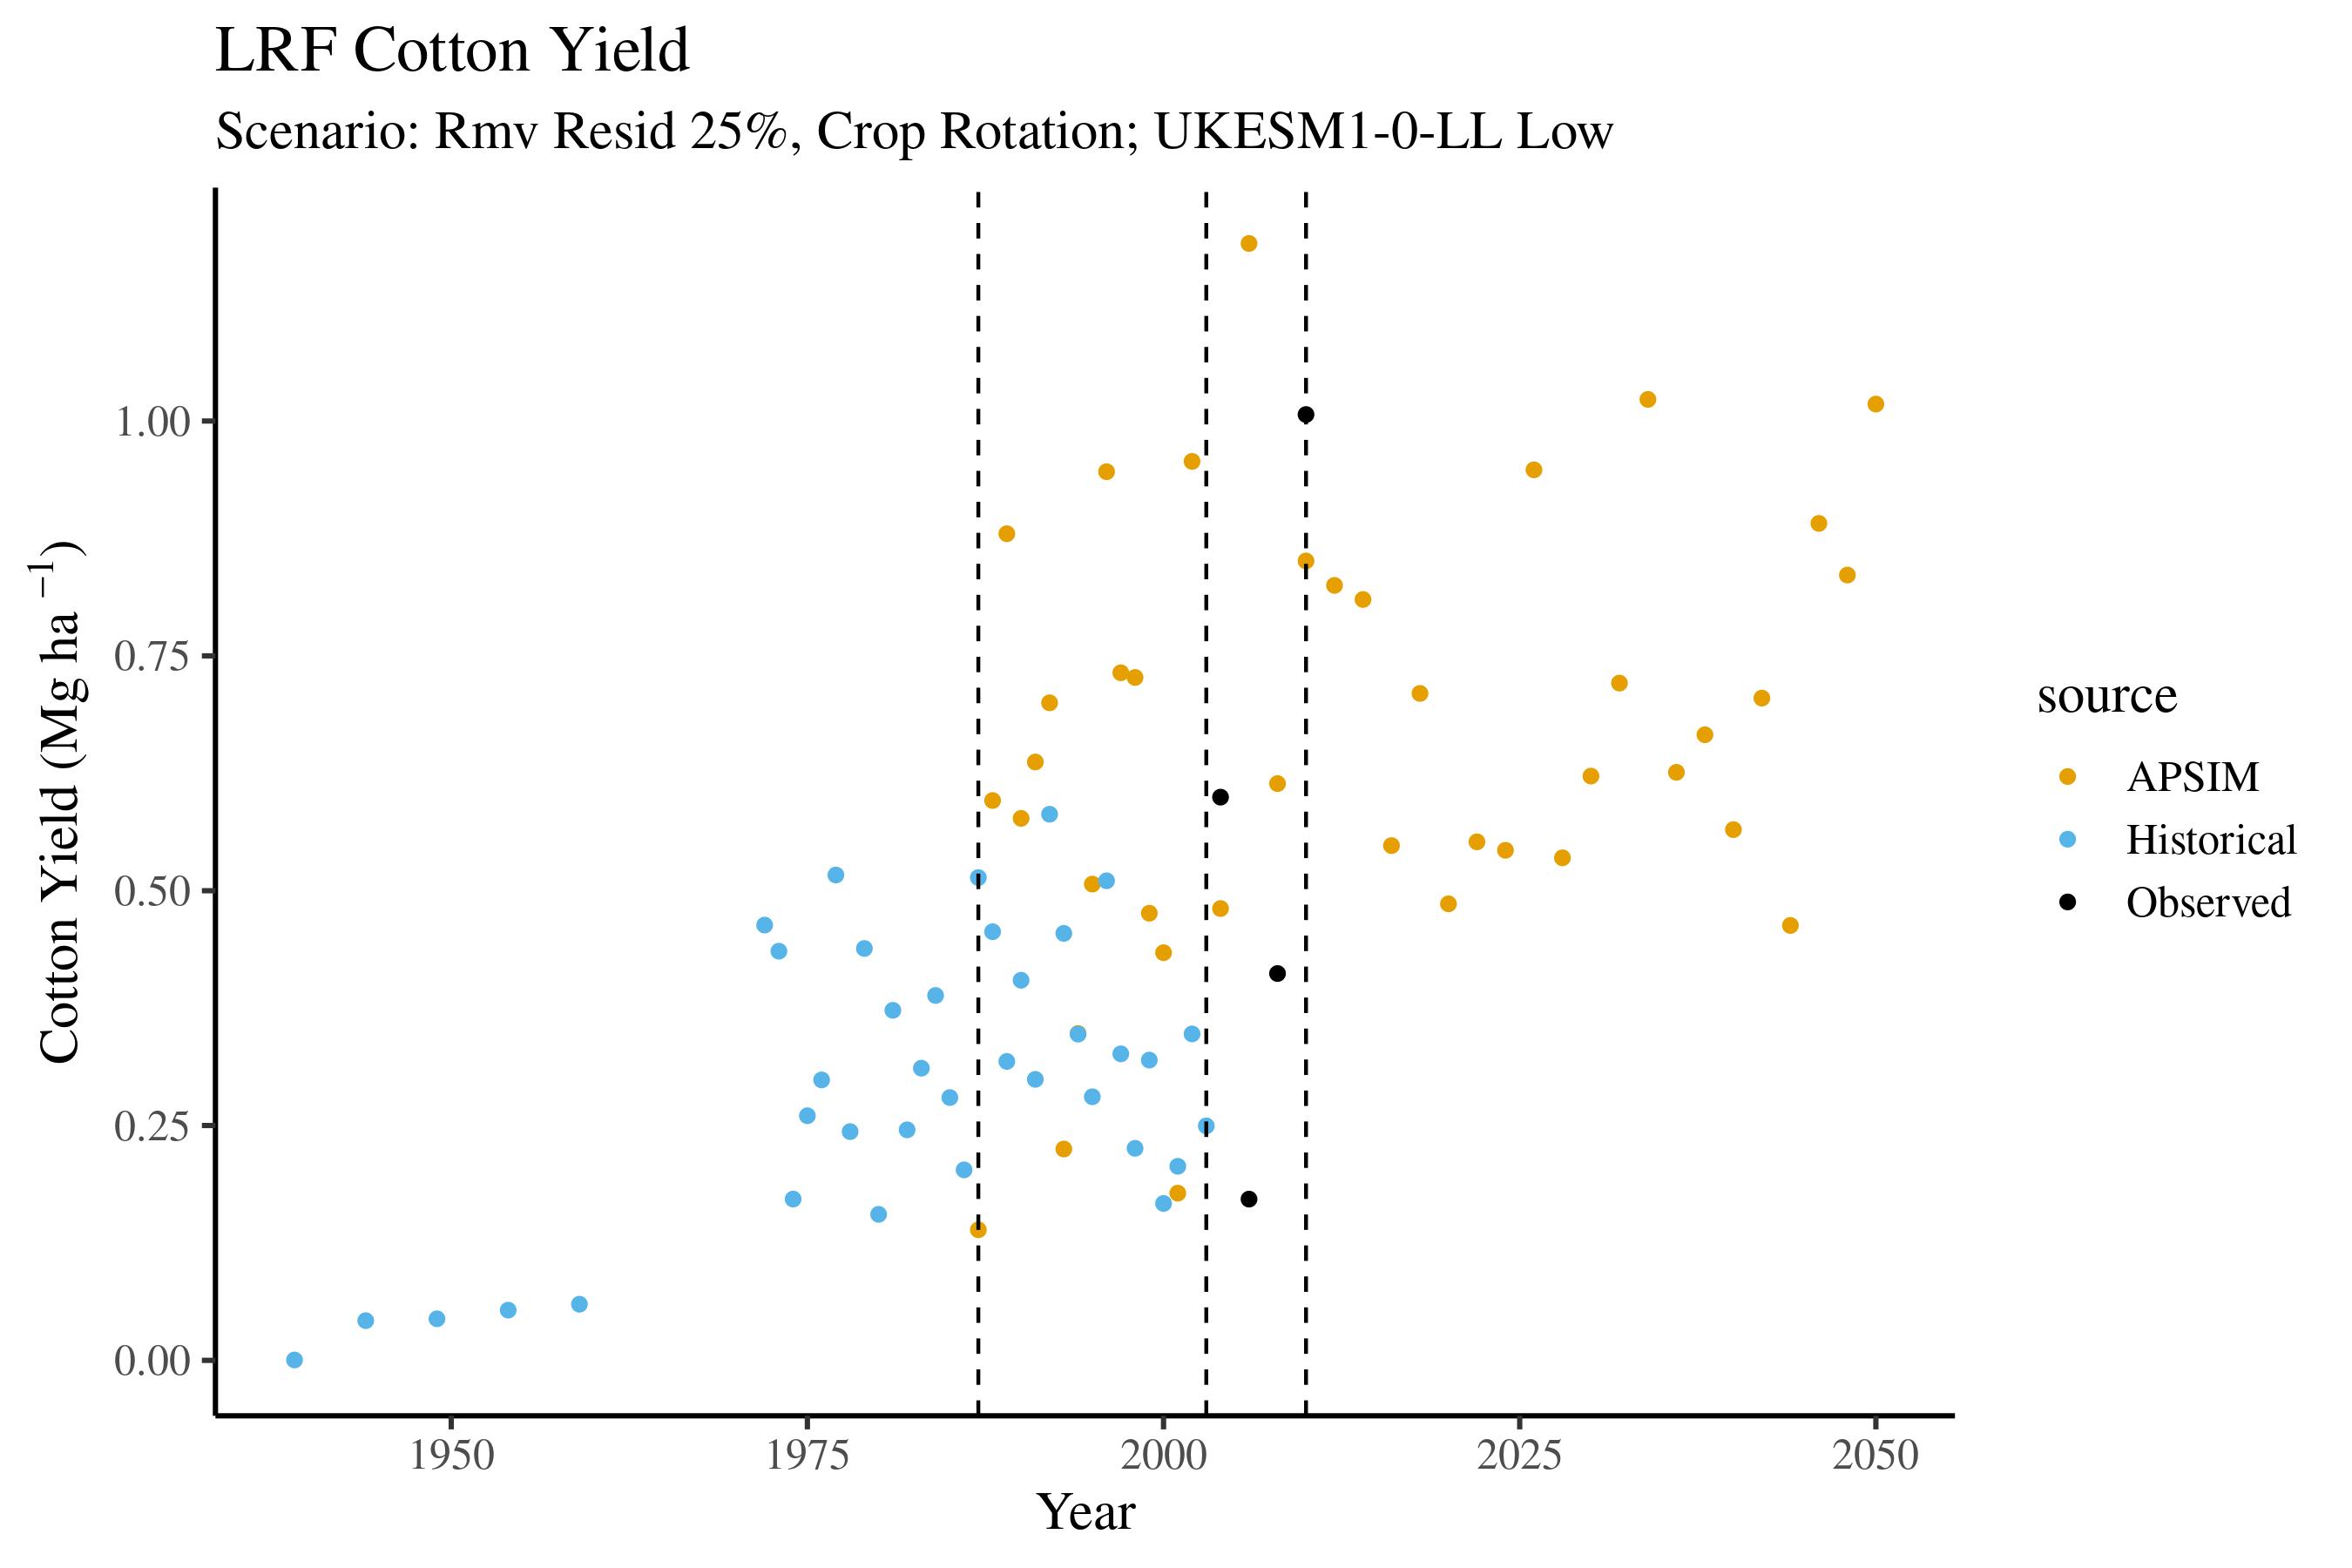 LRF Cotton Yield
Scenario: Rmv Resid 25%, Crop Rotation; UKESM1-0-LL Low
Cotton Yield (Mg ha −1)
1.00
0.75
0.50
0.25
0.00
1950 1975 2000 2025 2050
Year
source
APSIM
Historical
Observed